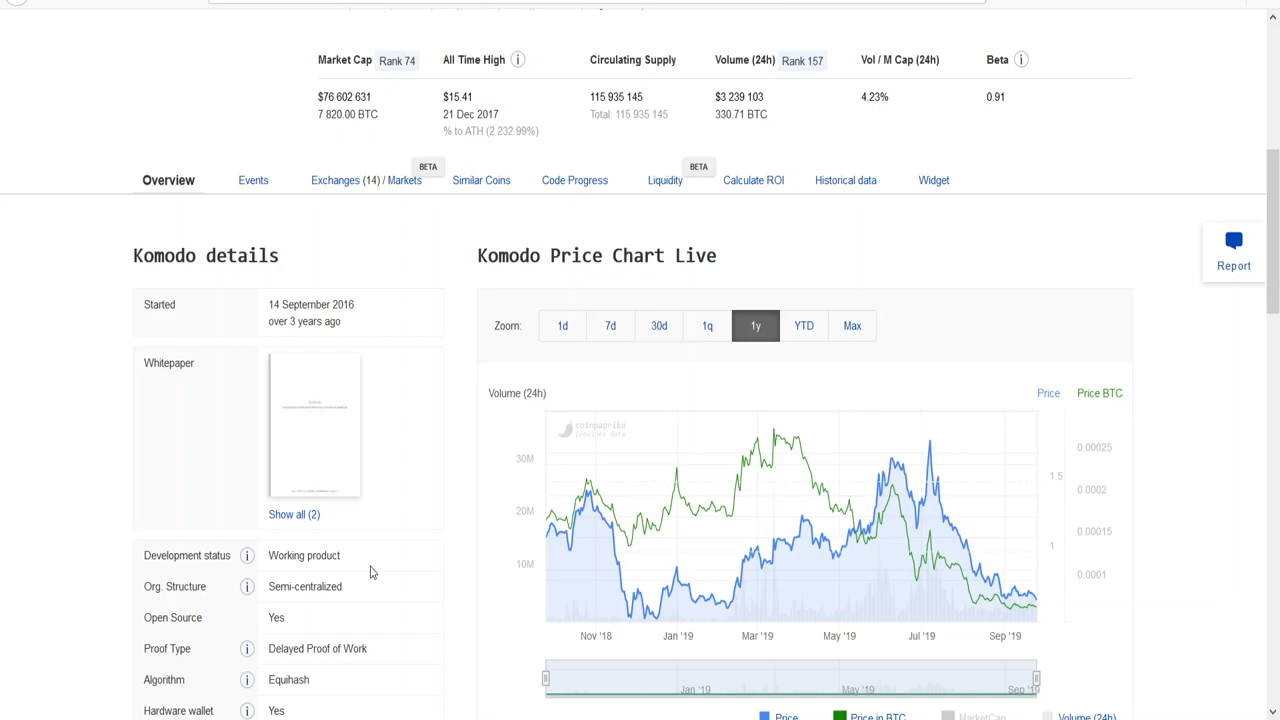 Market Cap Rank 74 All Time High i Circulating Supply Volume (24h) Rank 157 Vol / M Cap (24h) Beta i
$76 602 631 $15.41 115 935 145 $3 239 103 4.23% 0.91
7 820.00 BTC 21 Dec 2017 Total: 115 935 145 330.71 BTC
% to ATH (2 232.99%)
BETA BETA
Overview Events Exchanges (14) / Markets Similar Coins Code Progress Liquidity Calculate ROI Historical data Widget
Report
Komodo details
Started 14 September 2016
over 3 years ago
Whitepaper
Show all (2)
Development status i Working product
Org. Structure i Semi-centralized
Open Source Yes
Proof Type i Delayed Proof of Work
Algorithm i Equihash
Hardware wallet i Yes
Komodo Price Chart Live
Zoom: 1d 7d 30d 1q 1y YTD Max
Volume (24h) Price Price BTC
coinpaprika
provides data
30M 0.00025
1.5
20M 0.0002
0.00015
1
10M 0.0001
Nov '18 Jan '19 Mar '19 May '19 Jul '19 Sep '19
Jan '19 May '19 Sep '19
Price Price in BTC MarketCap Volume (24h)